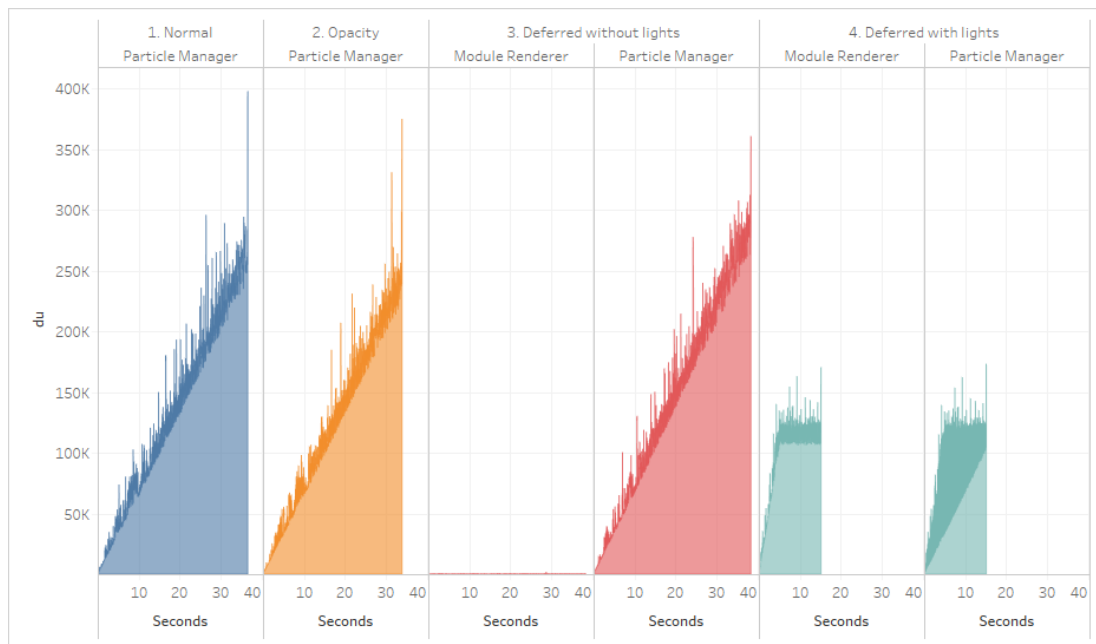 1. Normal 2. Opacity 3. Deferred without lights 4. Deferred with lights
Particle Manager Particle Manager Module Renderer Particle Manager Module Renderer Particle Manager
400K
350K
300K
250K
du
200K
150K
100K
50K
10 20 30 40 10 20 30 40 10 20 30 40 10 20 30 40 10 20 30 40 10 20 30 40
Seconds Seconds Seconds Seconds Seconds Seconds